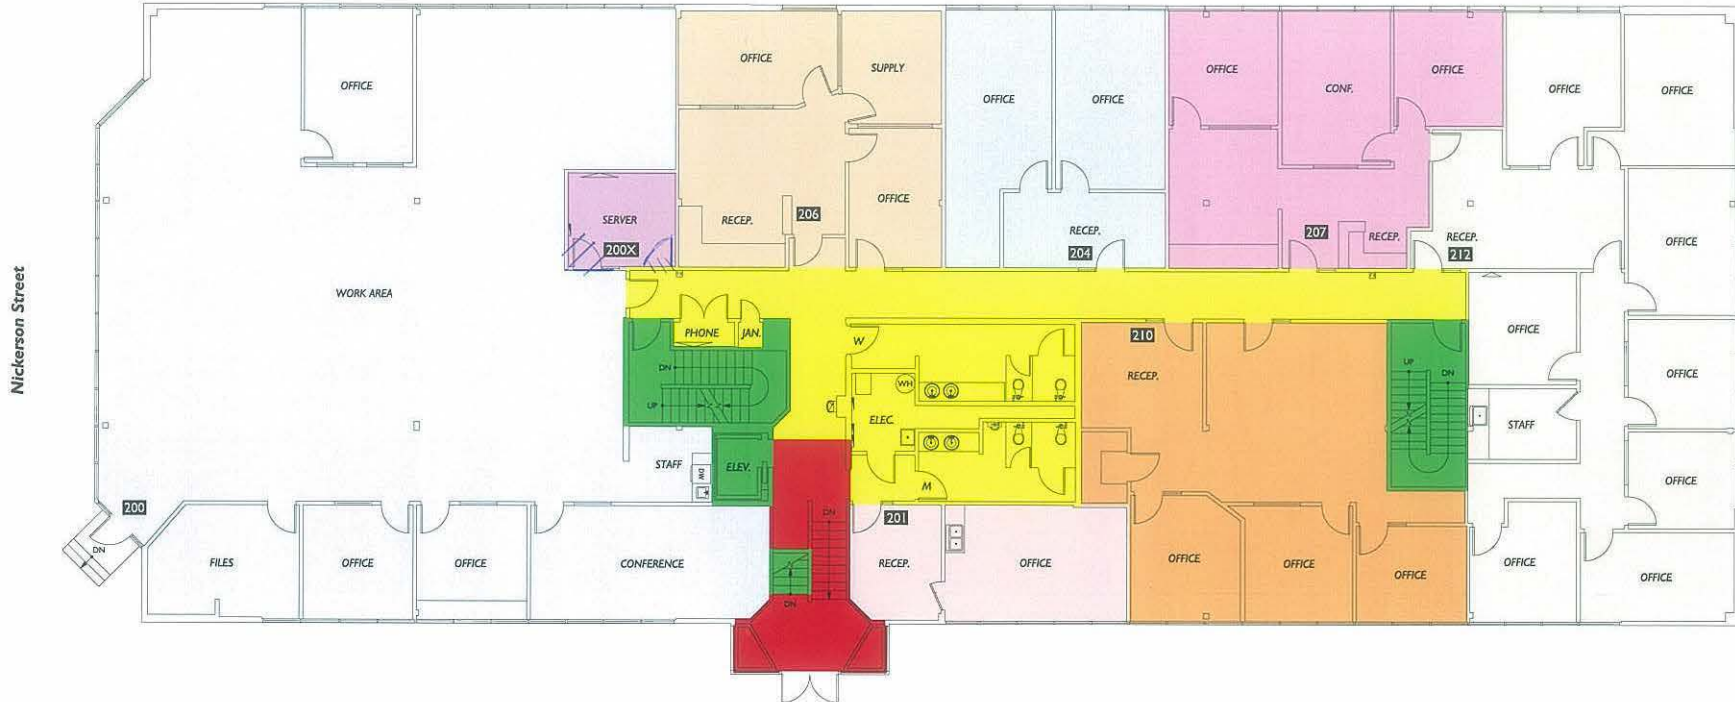 Nickerson Street
OFFICE
WORK AREA
SERVER
200X
200
DN
FILES
OFFICE
OFFICE
CONFERENCE
STAFF
DW
ELEV.
DN
UP
PHONE
JAN.
OFFICE
SUPPLY
RECEP.
206
OFFICE
OFFICE
OFFICE
RECEP.
204
OFFICE
CONF.
OFFICE
207
RECEP.
OFFICE
OFFICE
RECEP.
212
OFFICE
OFFICE
OFFICE
OFFICE
OFFICE
OFFICE
OFFICE
STAFF
UP
DN
210
RECEP.
OFFICE
OFFICE
OFFICE
W
WH
ELEC.
M
201
RECEP.
OFFICE
DN
DN